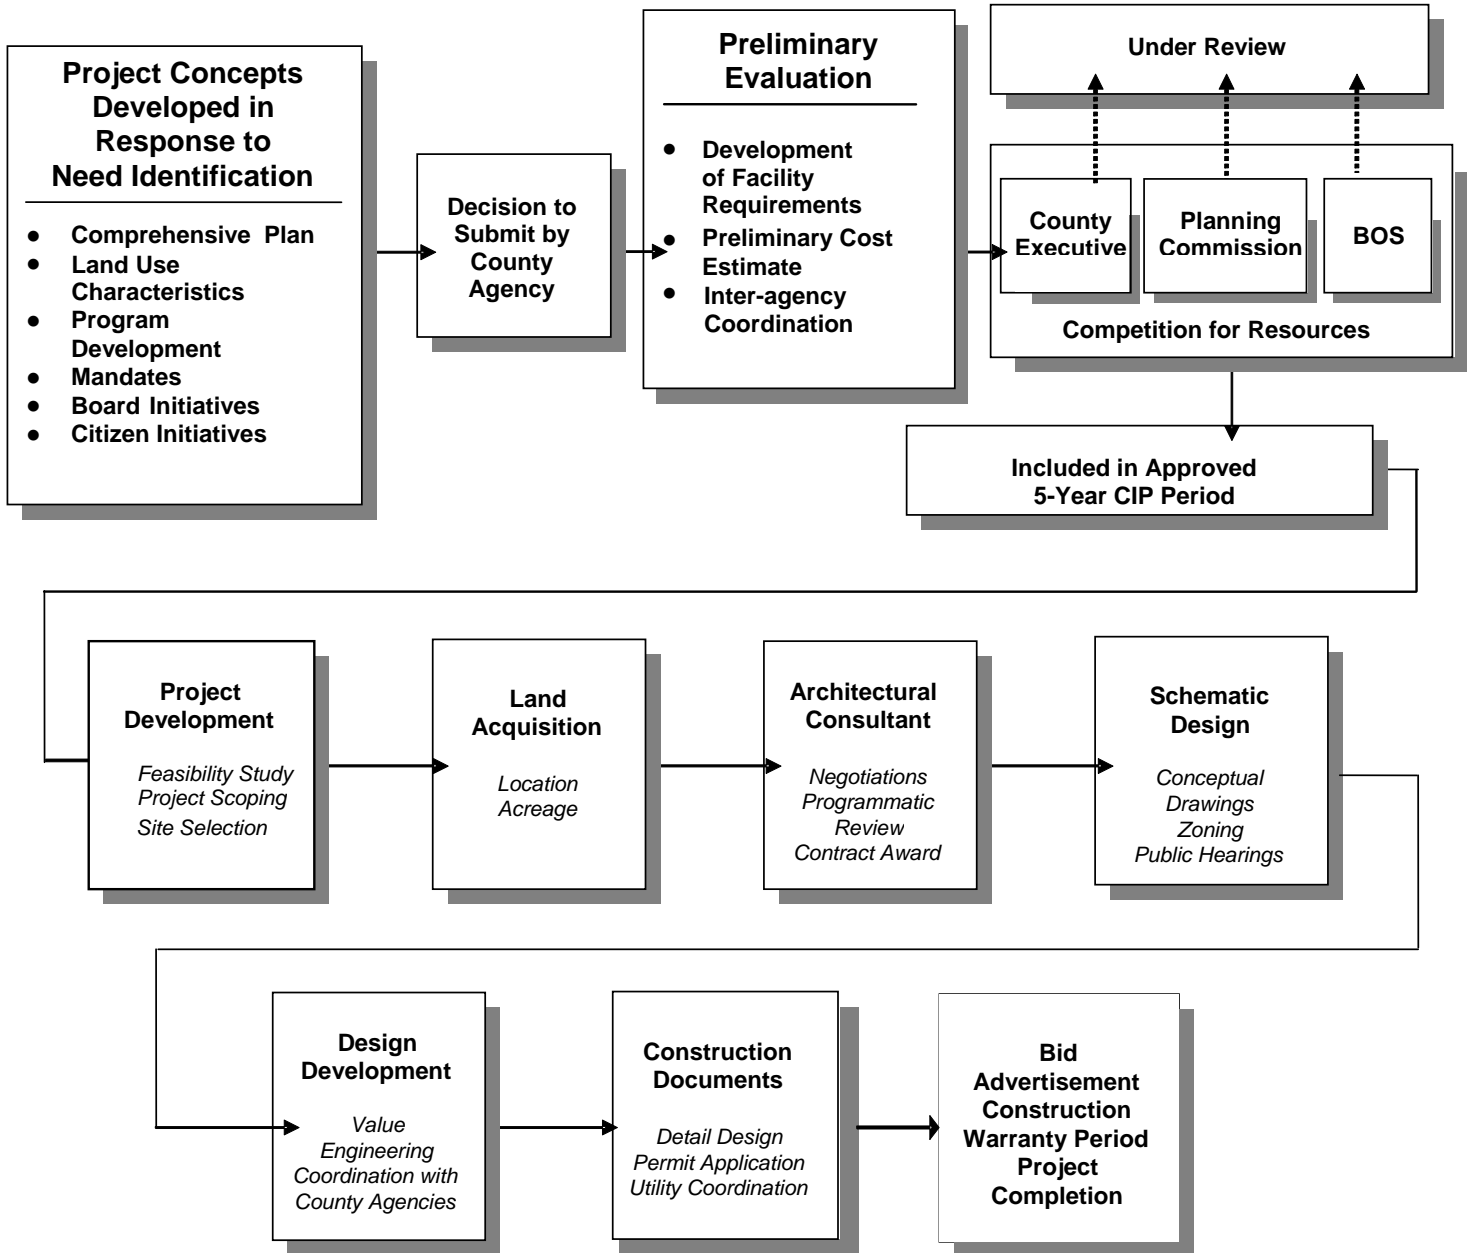 Project Concepts
Developed in
Response to
Need Identification
● Comprehensive Plan
● Land Use
Characteristics
● Program
Development
● Mandates
● Board Initiatives
● Citizen Initiatives
Decision to
Submit by
County
Agency
Preliminary
Evaluation
● Development
of Facility
Requirements
● Preliminary Cost
Estimate
● Inter-agency
Coordination
Under Review
County
Executive
Planning
Commission
BOS
Competition for Resources
Included in Approved
5-Year CIP Period
Project
Development
Feasibility Study
Project Scoping
Site Selection
Land
Acquisition
Location
Acreage
Architectural
Consultant
Negotiations
Programmatic
Review
Contract Award
Schematic
Design
Conceptual
Drawings
Zoning
Public Hearings
Design
Development
Value
Engineering
Coordination with
County Agencies
Construction
Documents
Detail Design
Permit Application
Utility Coordination
Bid
Advertisement
Construction
Warranty Period
Project
Completion